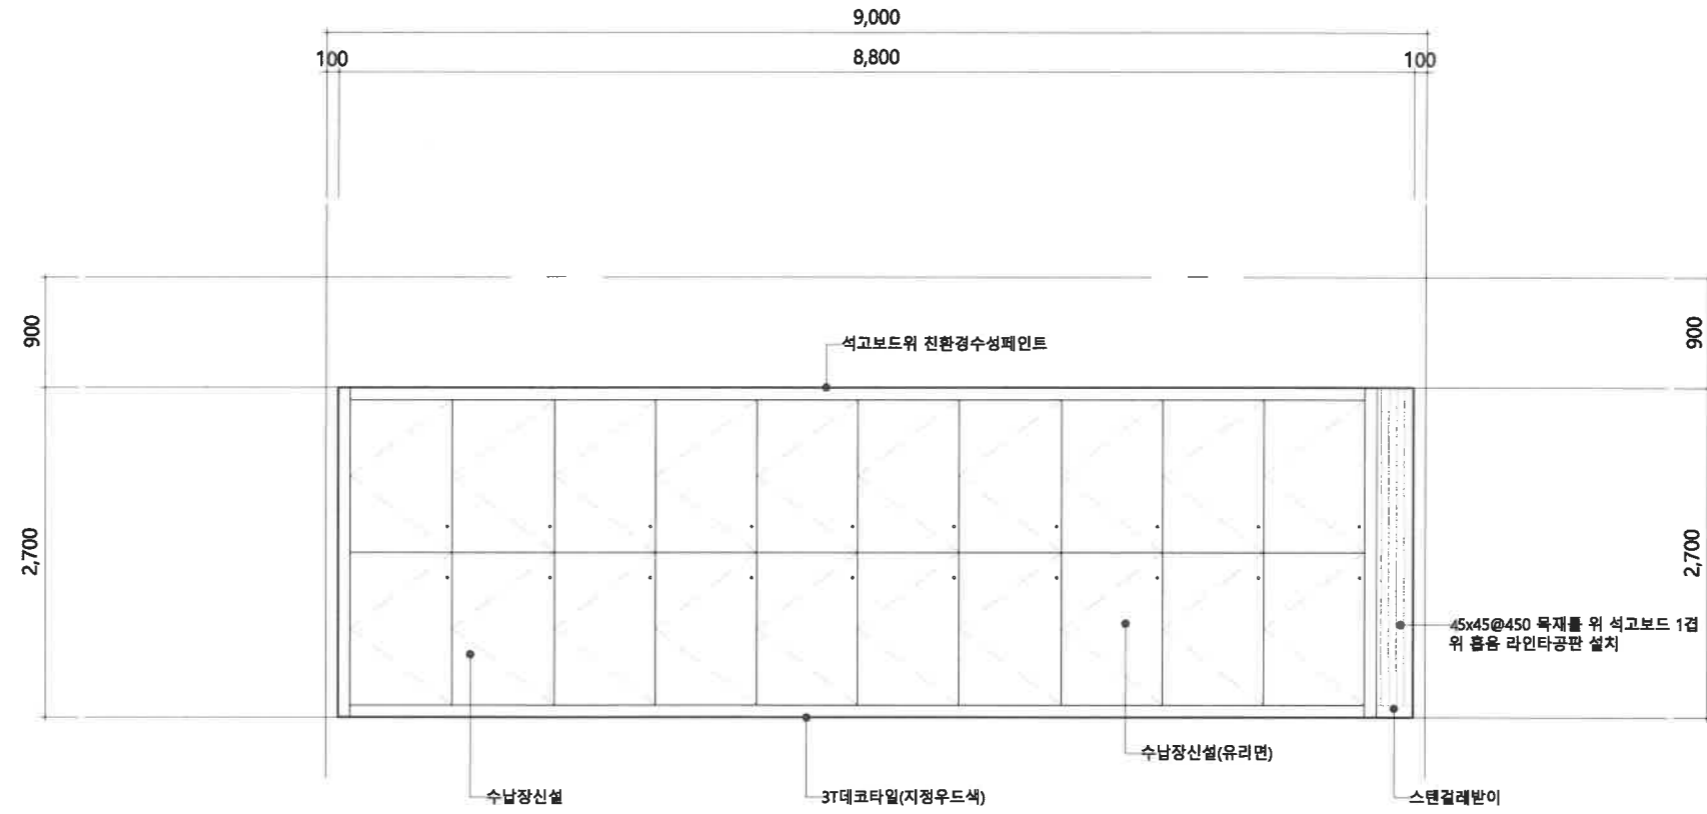 9,000
100
8,800
100
900
900
석고보드위 친환경수성페인트
2,700
2,700
45x45@450 목재틀 위 석고보드 1겹
위 흡음 라인타공판 설치
수납장신설(유리면)
수납장신설
3T데코타일(지정우드색)
스텐걸레받이